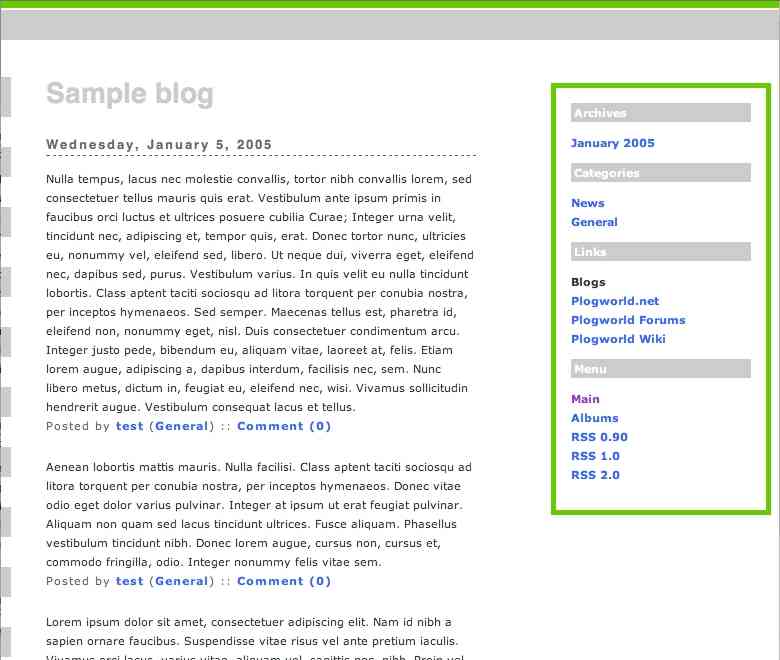 Sample blog
Wednesday, January 5, 2005
Nulla tempus, lacus nec molestie convallis, tortor nibh convallis lorem, sed
consectetuer tellus mauris quis erat. Vestibulum ante ipsum primis in
faucibus orci luctus et ultrices posuere cubilia Curae; Integer urna velit,
tincidunt nec, adipiscing et, tempor quis, erat. Donec tortor nunc, ultricies
eu, nonummy vel, eleifend sed, libero. Ut neque dui, viverra eget, eleifend
nec, dapibus sed, purus. Vestibulum varius. In quis velit eu nulla tincidunt
lobortis. Class aptent taciti sociosqu ad litora torquent per conubia nostra,
per inceptos hymenaeos. Sed semper. Maecenas tellus est, pharetra id,
eleifend non, nonummy eget, nisl. Duis consectetuer condimentum arcu.
Integer justo pede, bibendum eu, aliquam vitae, laoreet at, felis. Etiam
lorem augue, adipiscing a, dapibus interdum, facilisis nec, sem. Nunc
libero metus, dictum in, feugiat eu, eleifend nec, wisi. Vivamus sollicitudin
hendrerit augue. Vestibulum consequat lacus et tellus.
Posted by test (General) :: Comment (0)
Aenean lobortis mattis mauris. Nulla facilisi. Class aptent taciti sociosqu ad
litora torquent per conubia nostra, per inceptos hymenaeos. Donec vitae
odio eget dolor varius pulvinar. Integer at ipsum ut erat feugiat pulvinar.
Aliquam non quam sed lacus tincidunt ultrices. Fusce aliquam. Phasellus
vestibulum tincidunt nibh. Donec lorem augue, cursus non, cursus et,
commodo fringilla, odio. Integer nonummy felis vitae sem.
Posted by test (General) :: Comment (0)
Lorem ipsum dolor sit amet, consectetuer adipiscing elit. Nam id nibh a
sapien ornare faucibus. Suspendisse vitae risus vel ante pretium iaculis.
Vivamus orci lacus, varius vitae, aliquam vel, sagittis nec, nibh. Proin vel
Archives
January 2005
Categories
News
General
Links
Blogs
Plogworld.net
Plogworld Forums
Plogworld Wiki
Menu
Main
Albums
RSS 0.90
RSS 1.0
RSS 2.0